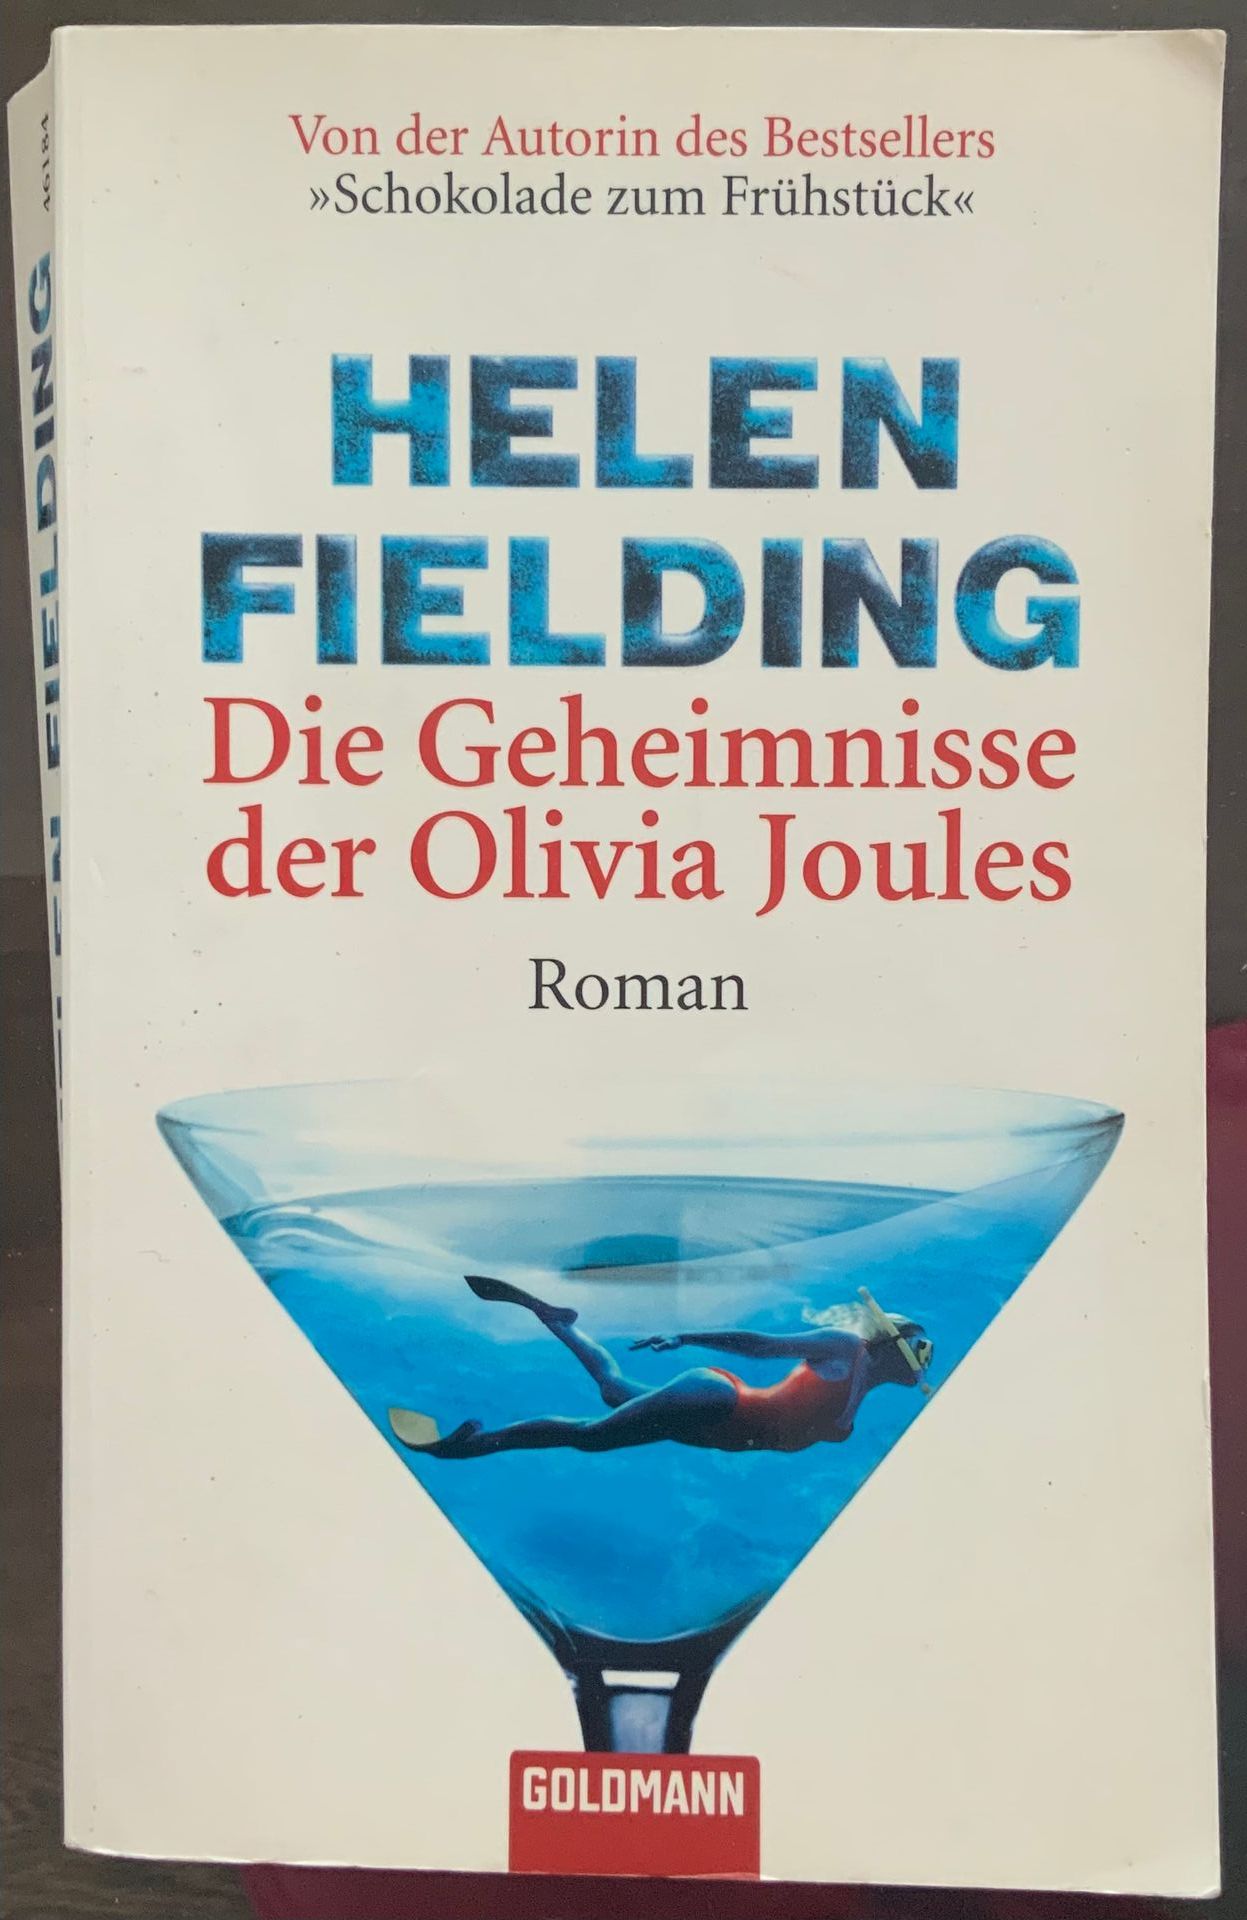 Von der Autorin des Bestsellers
»Schokolade zum Frühstück«
HELEN
FIELDING
Die Geheimnisse
der Olivia Joules
Roman
GOLDMANN
HELEN FIELDING
46184